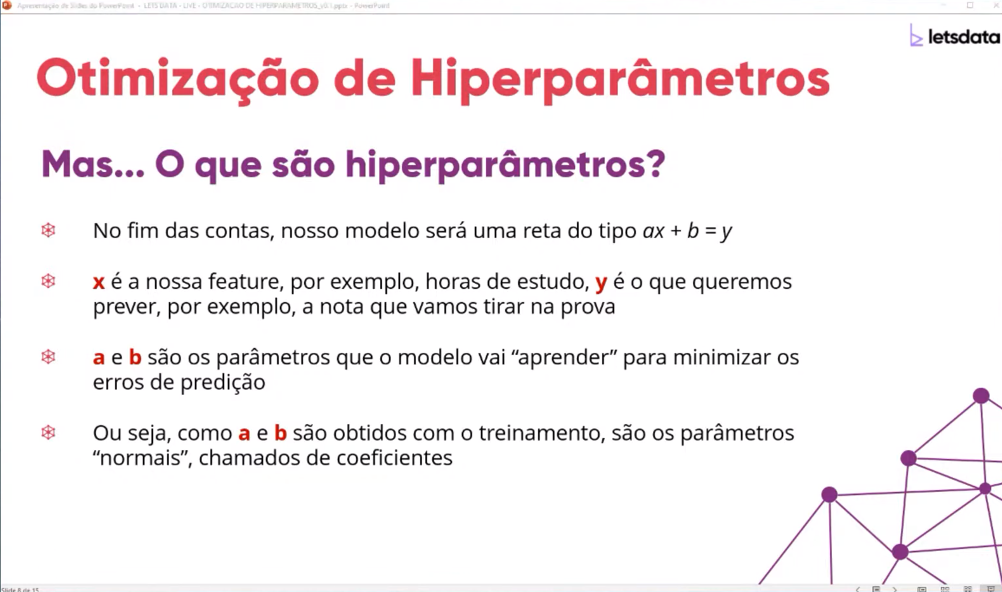 Apresentação de Slides do PowerPoint - LETS DATA - LIVE - OTIMIZAÇÃO DE HIPERPARAMETROS_v0.1.pptx - PowerPoint
letsdata
Otimização de Hiperparâmetros
Mas... O que são hiperparâmetros?
No fim das contas, nosso modelo será uma reta do tipo ax + b = y
x é a nossa feature, por exemplo, horas de estudo, y é o que queremos
prever, por exemplo, a nota que vamos tirar na prova
a e b são os parâmetros que o modelo vai “aprender” para minimizar os
erros de predição
Ou seja, como a e b são obtidos com o treinamento, são os parâmetros
“normais”, chamados de coeficientes
Slide 8 de 15